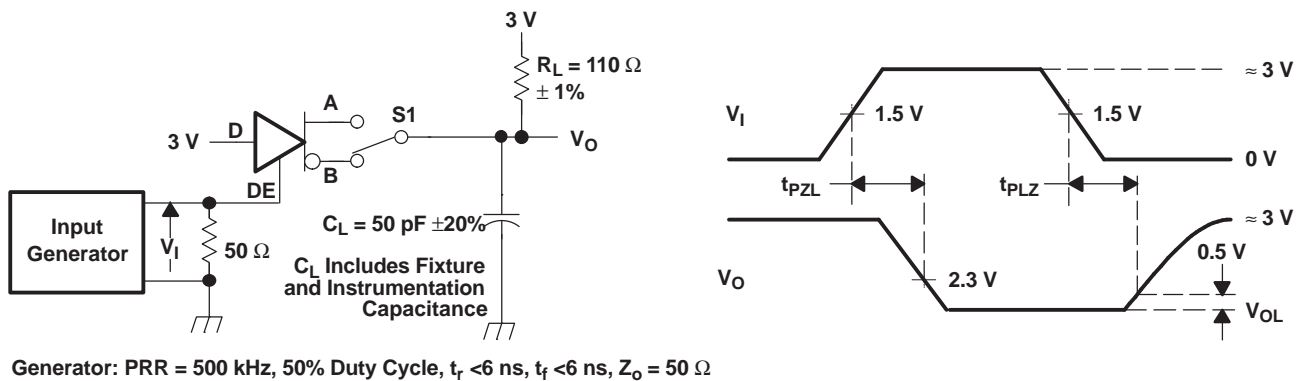 3 V
R_L = 110 Ω
± 1%
A
S1
3 V
D
V_O
B
DE
Input
Generator
V_I
50 Ω
C_L = 50 pF ±20%
C_L Includes Fixture
and Instrumentation
Capacitance
≈ 3 V
V_I
1.5 V
1.5 V
0 V
t_PZL
t_PLZ
≈ 3 V
0.5 V
V_O
2.3 V
V_OL
Generator: PRR = 500 kHz, 50% Duty Cycle, t_r <6 ns, t_f <6 ns, Z_o = 50 Ω